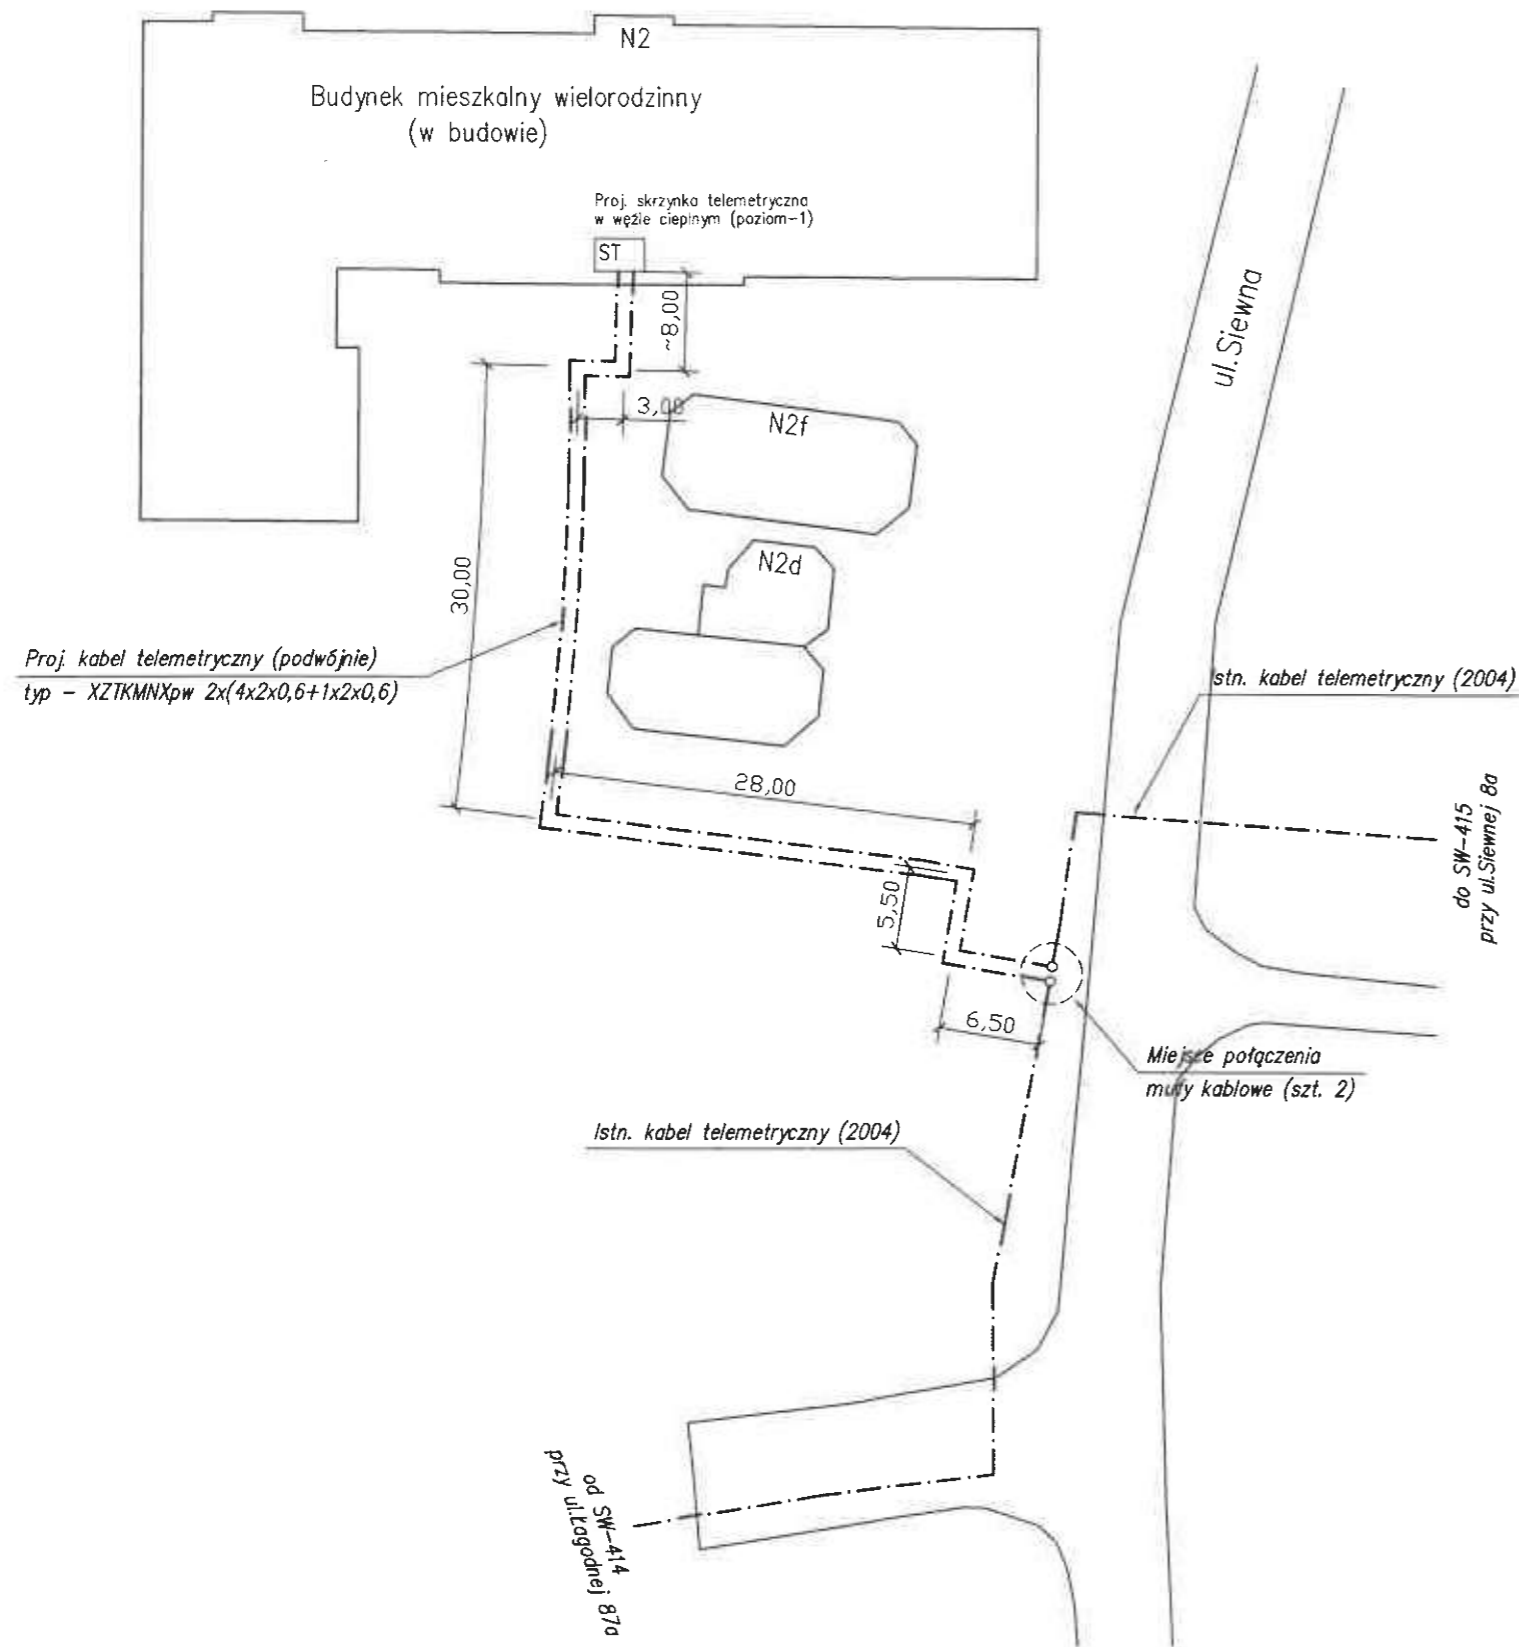 N2
Budynek mieszkalny wielorodzinny
(w budowie)
Proj. skrzynka telemetryczna
w węźle cieplnym (poziom-1)
ST
~8,00
ul.Siewna
3,00
N2f
30,00
N2d
Proj. kabel telemetryczny (podwójnie)
typ - XZTKMNXpw 2x(4x2x0,6+1x2x0,6)
Istn. kabel telemetryczny (2004)
28,00
do SW-415
przy ul.Siewnej 8a
5,50
6,50
Miejsce połączenia
mufy kablowe (szt. 2)
Istn. kabel telemetryczny (2004)
od SW-414
przy ul.Łagodnej 87a